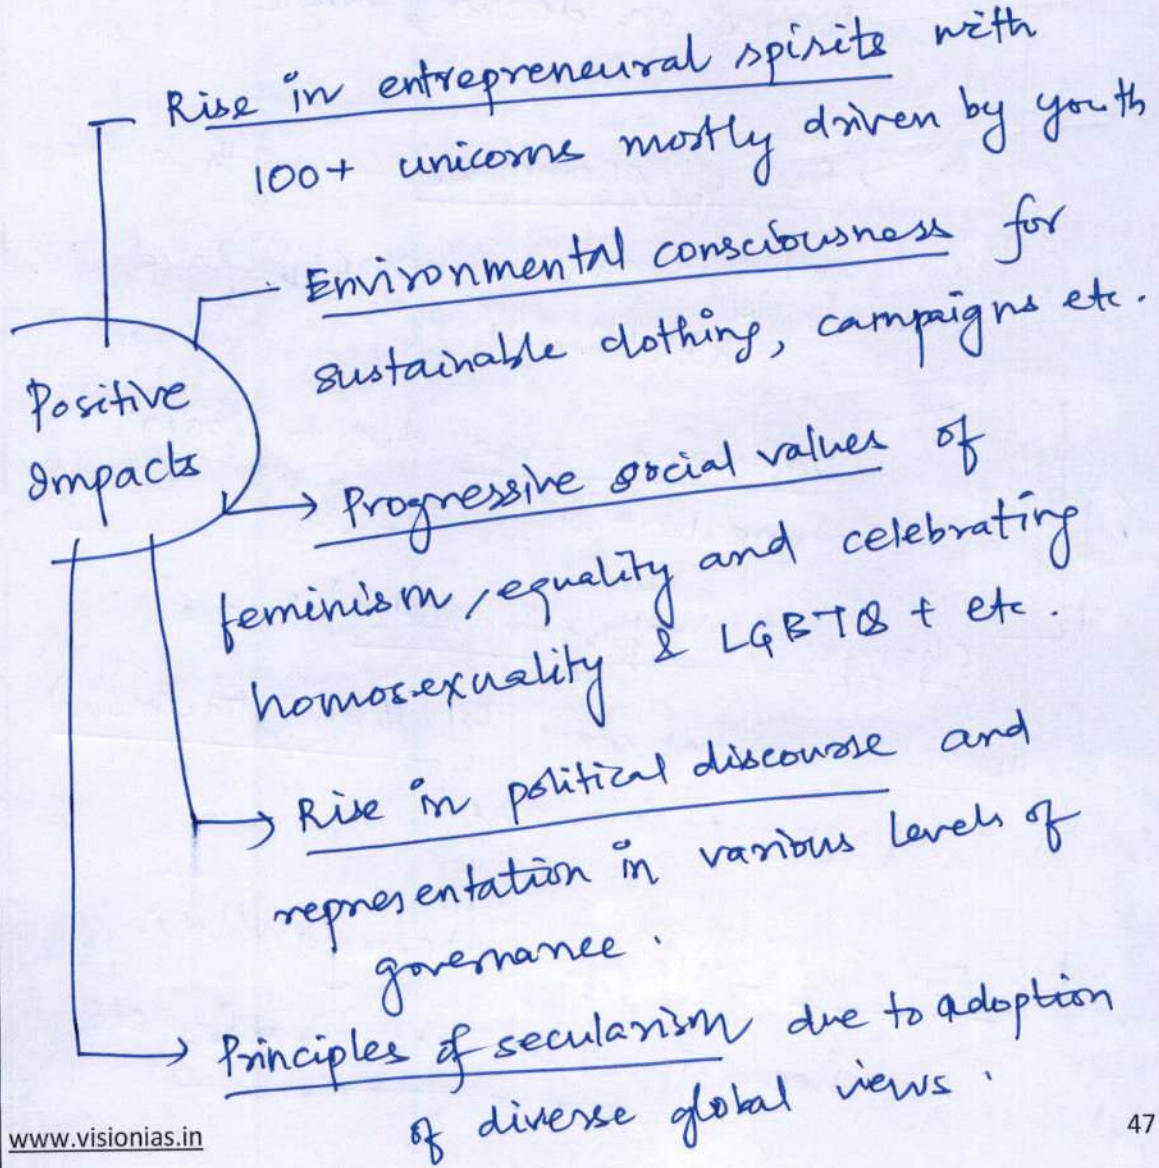 Rise in entrepreneural spirits with
100+ unicorns mostly driven by youth
Environmental consciousness for
sustainable clothing, campaigns etc.
Positive
Impacts
Progressive social values of
feminism, equality and celebrating
homosexuality & LGBTQ + etc.
Rise in political discourse and
representation in various levels of
governance.
Principles of secularism due to adoption
of diverse global views.
www.visionias.in
47